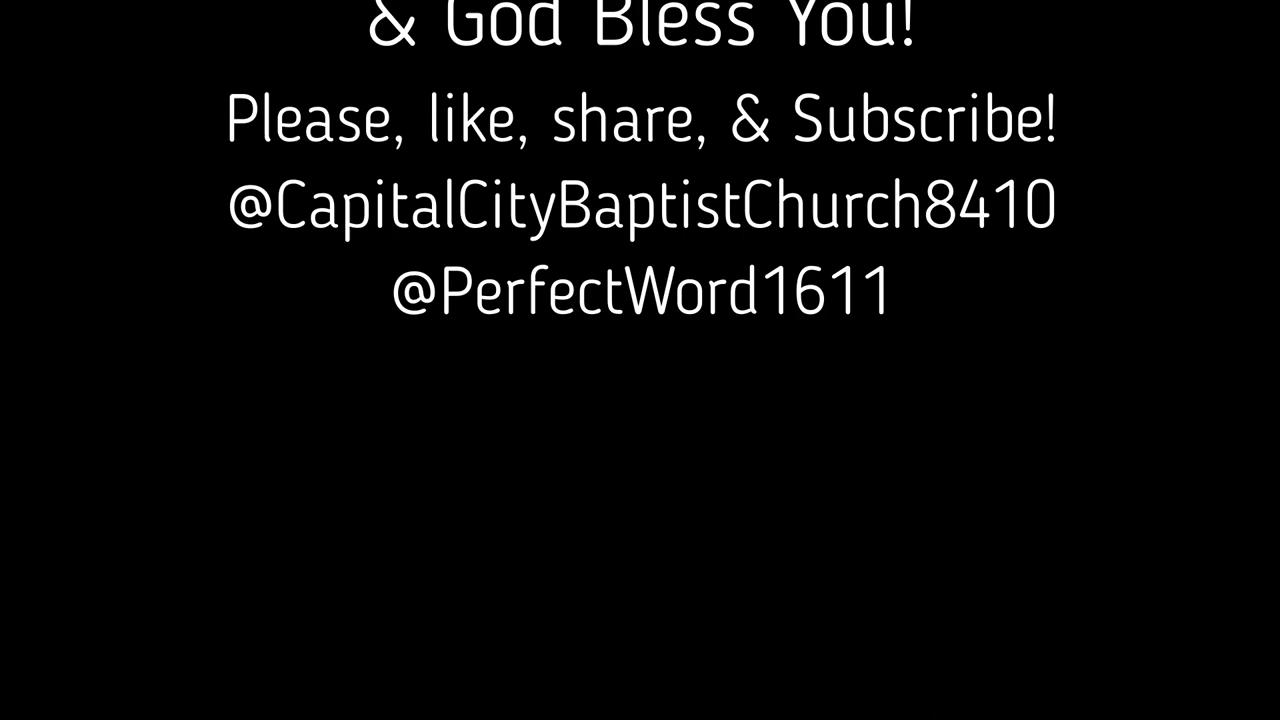 & God Bless You!
Please, like, share, & Subscribe!
@CapitalCityBaptistChurch8410
@PerfectWord1611